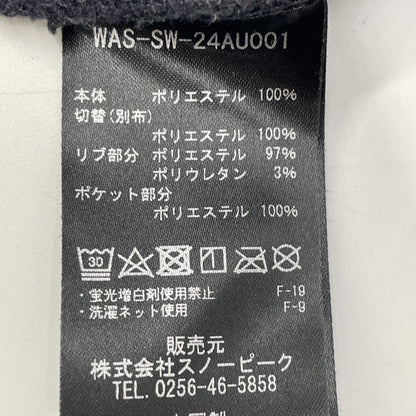 WAS-SW-24AU001
本体 ポリエステル 100%
切替(別布)
ポリエステル 100%
リブ部分 ポリエステル 97%
ポリウレタン 3%
ポケット部分
ポリエステル 100%
30
・蛍光増白剤使用禁止 F-19
・洗濯ネット使用 F-9
販売元
株式会社スノーピーク
TEL. 0256-46-5858